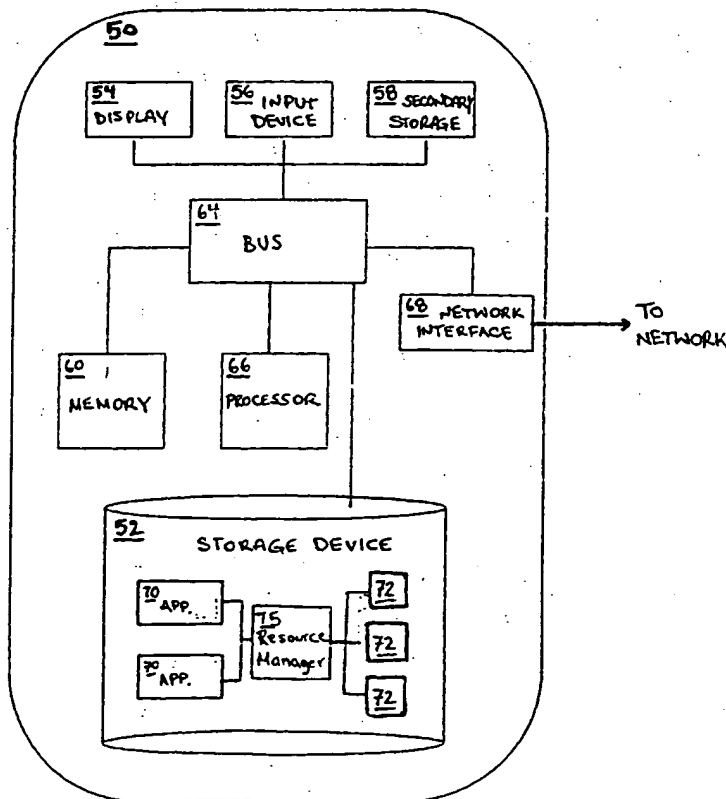 50
54 DISPLAY
56 INPUT
DEVICE
58 SECONDARY
STORAGE
64
BUS
68 NETWORK
INTERFACE
TO
NETWORK
60
MEMORY
66
PROCESSOR
52
STORAGE DEVICE
70 APP.
70 APP.
75
Resource
Manager
72
72
72